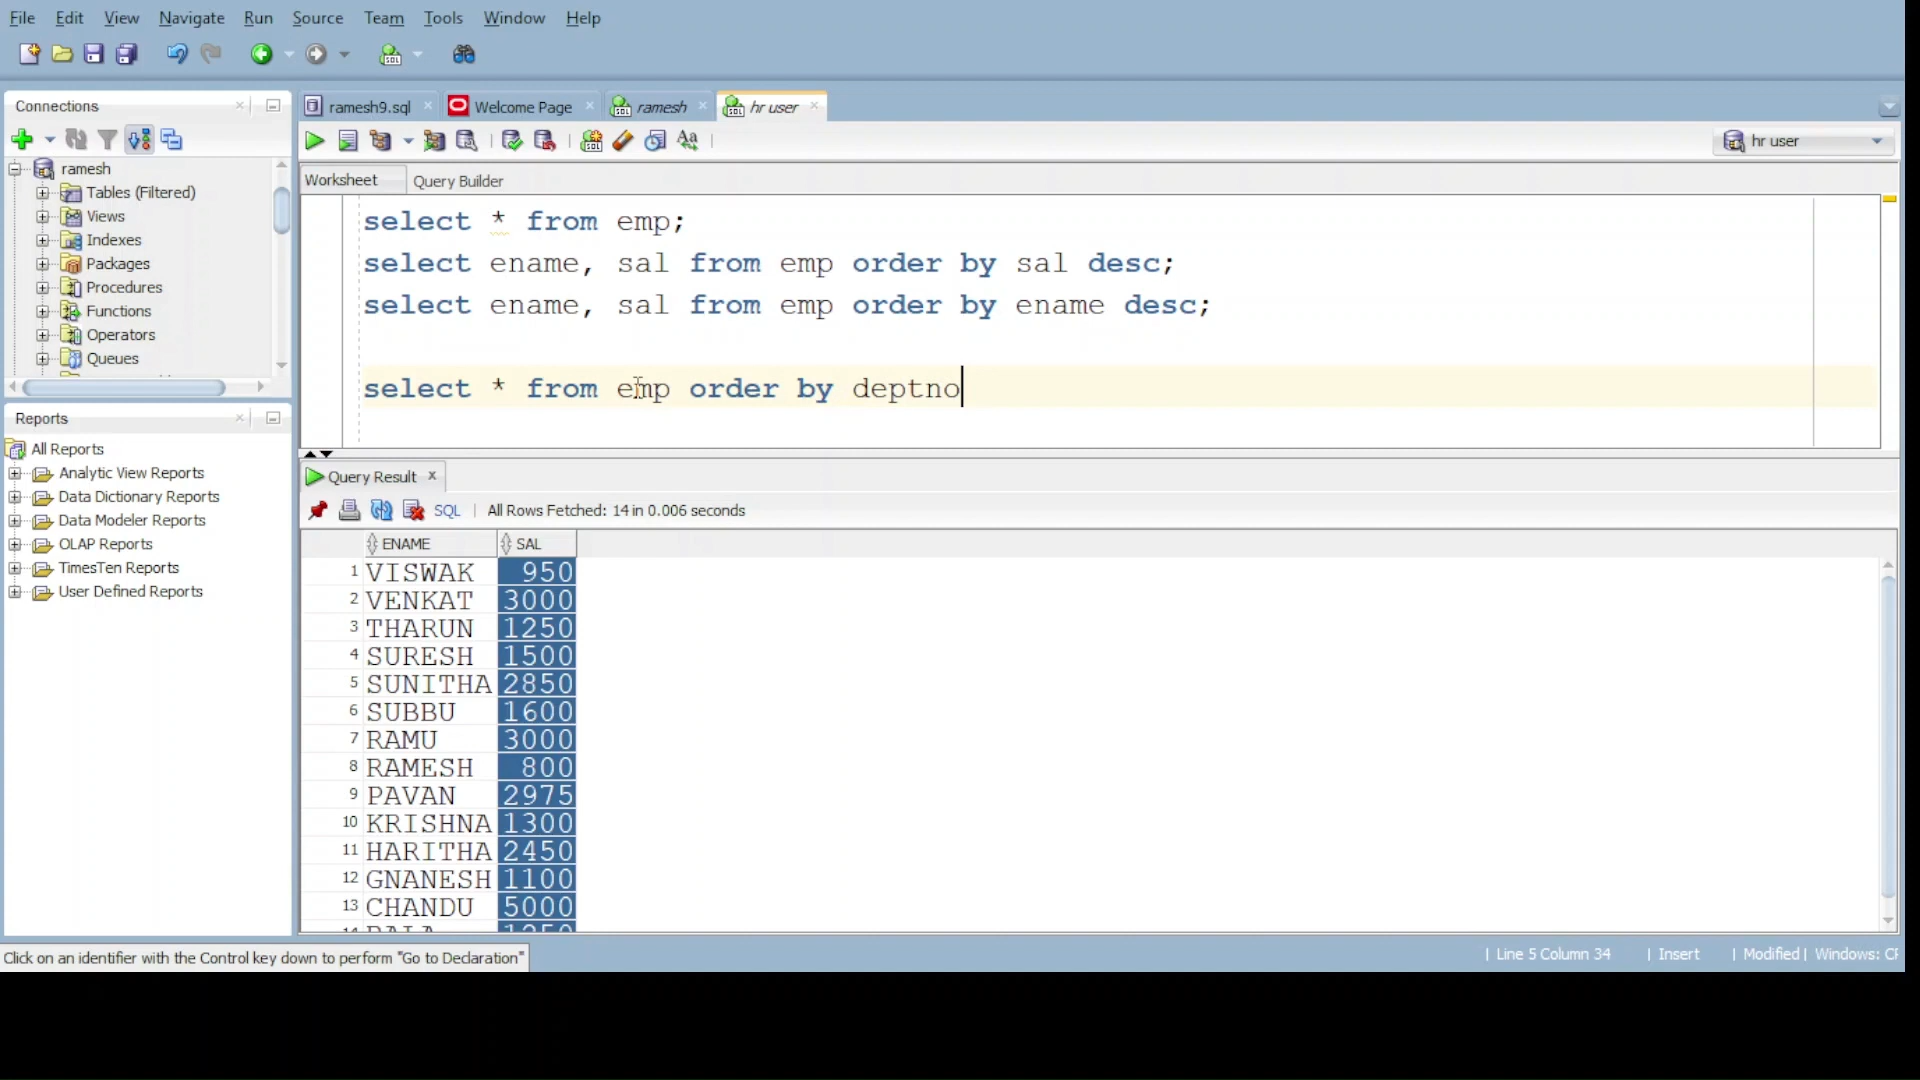 File Edit View Navigate Run Source Team Tools Window Help
Connections
ramesh
Tables (Filtered)
Views
Indexes
Packages
Procedures
Functions
Operators
Queues
Reports
All Reports
Analytic View Reports
Data Dictionary Reports
Data Modeler Reports
OLAP Reports
TimesTen Reports
User Defined Reports
ramesh9.sql Welcome Page ramesh hr user
hr user
Worksheet Query Builder
select * from emp;
select ename, sal from emp order by sal desc;
select ename, sal from emp order by ename desc;
select * from emp order by deptno
Query Result
SQL | All Rows Fetched: 14 in 0.006 seconds
ENAME SAL
1 VISWAK 950
2 VENKAT 3000
3 THARUN 1250
4 SURESH 1500
5 SUNITHA 2850
6 SUBBU 1600
7 RAMU 3000
8 RAMESH 800
9 PAVAN 2975
10 KRISHNA 1300
11 HARITHA 2450
12 GNANESH 1100
13 CHANDU 5000
Click on an identifier with the Control key down to perform "Go to Declaration"
| Line 5 Column 34 | Insert | Modified | Windows: CF